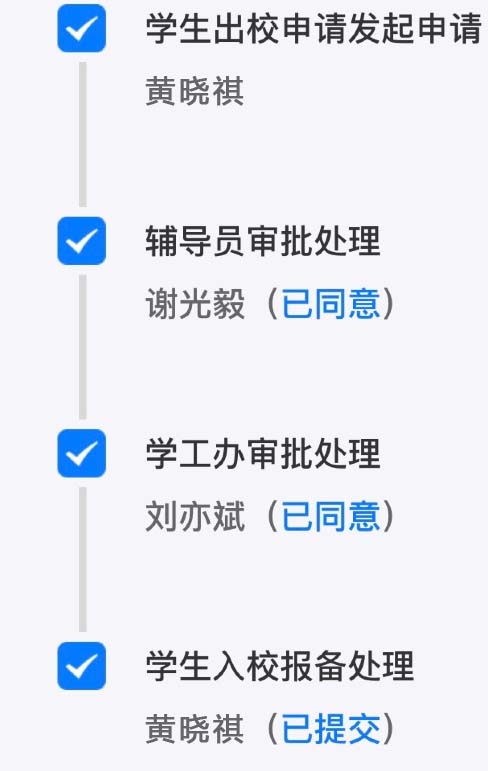 学生出校申请发起申请
黄晓祺
辅导员审批处理
谢光毅（已同意）
学工办审批处理
刘亦斌（已同意）
学生入校报备处理
黄晓祺（已提交）